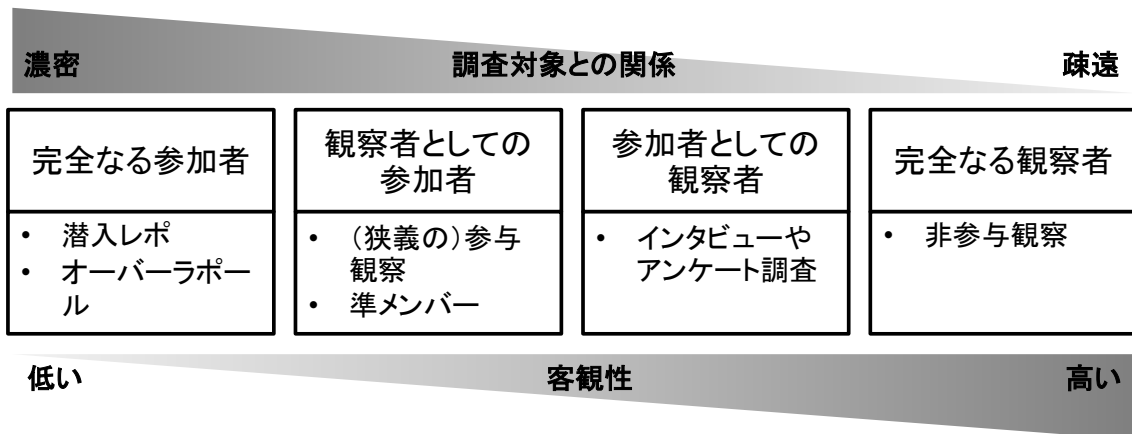 濃密 調査対象との関係 疎遠
完全なる参加者
• 潜入レポ
• オーバーラポー
ル
観察者としての
参加者
• (狭義の)参与
観察
• 準メンバー
参加者としての
観察者
• インタビューや
アンケート調査
完全なる観察者
• 非参与観察
低い 客観性 高い